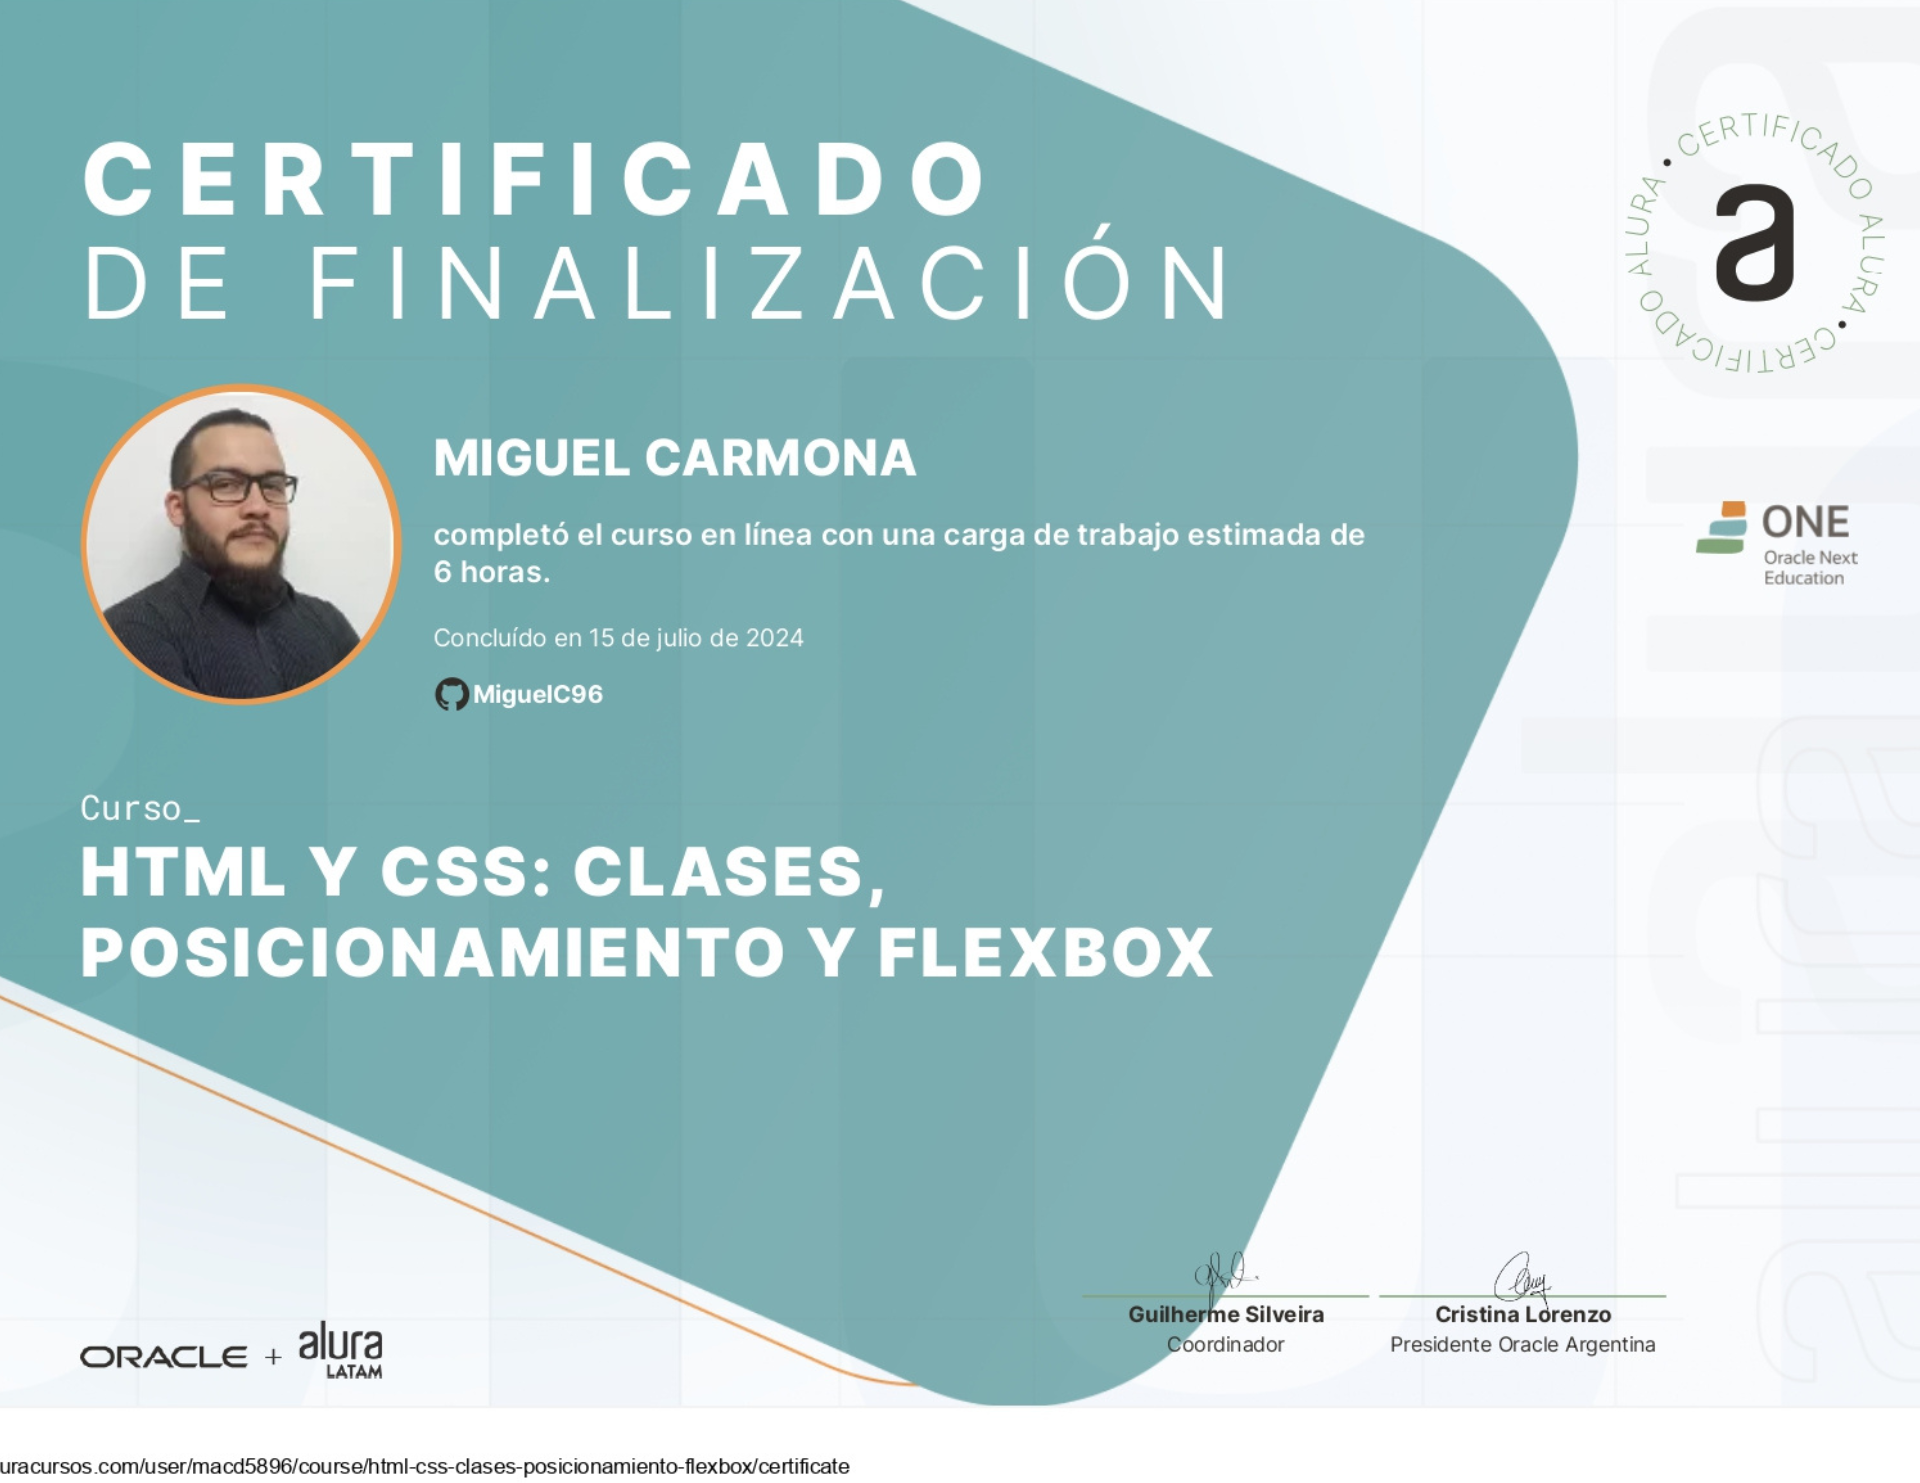 CERTIFICADO
DE FINALIZACIÓN
CERTIFICADO ALURA • CERTIFICADO ALURA •
a
MIGUEL CARMONA
completó el curso en línea con una carga de trabajo estimada de
6 horas.
Concluído en 15 de julio de 2024
MiguelC96
ONE
Oracle Next
Education
Curso_
HTML Y CSS: CLASES,
POSICIONAMIENTO Y FLEXBOX
alura
Guilherme Silveira
Coordinador
Cristina Lorenzo
Presidente Oracle Argentina
ORACLE + alura
LATAM
uracursos.com/user/macd5896/course/html-css-clases-posicionamiento-flexbox/certificate